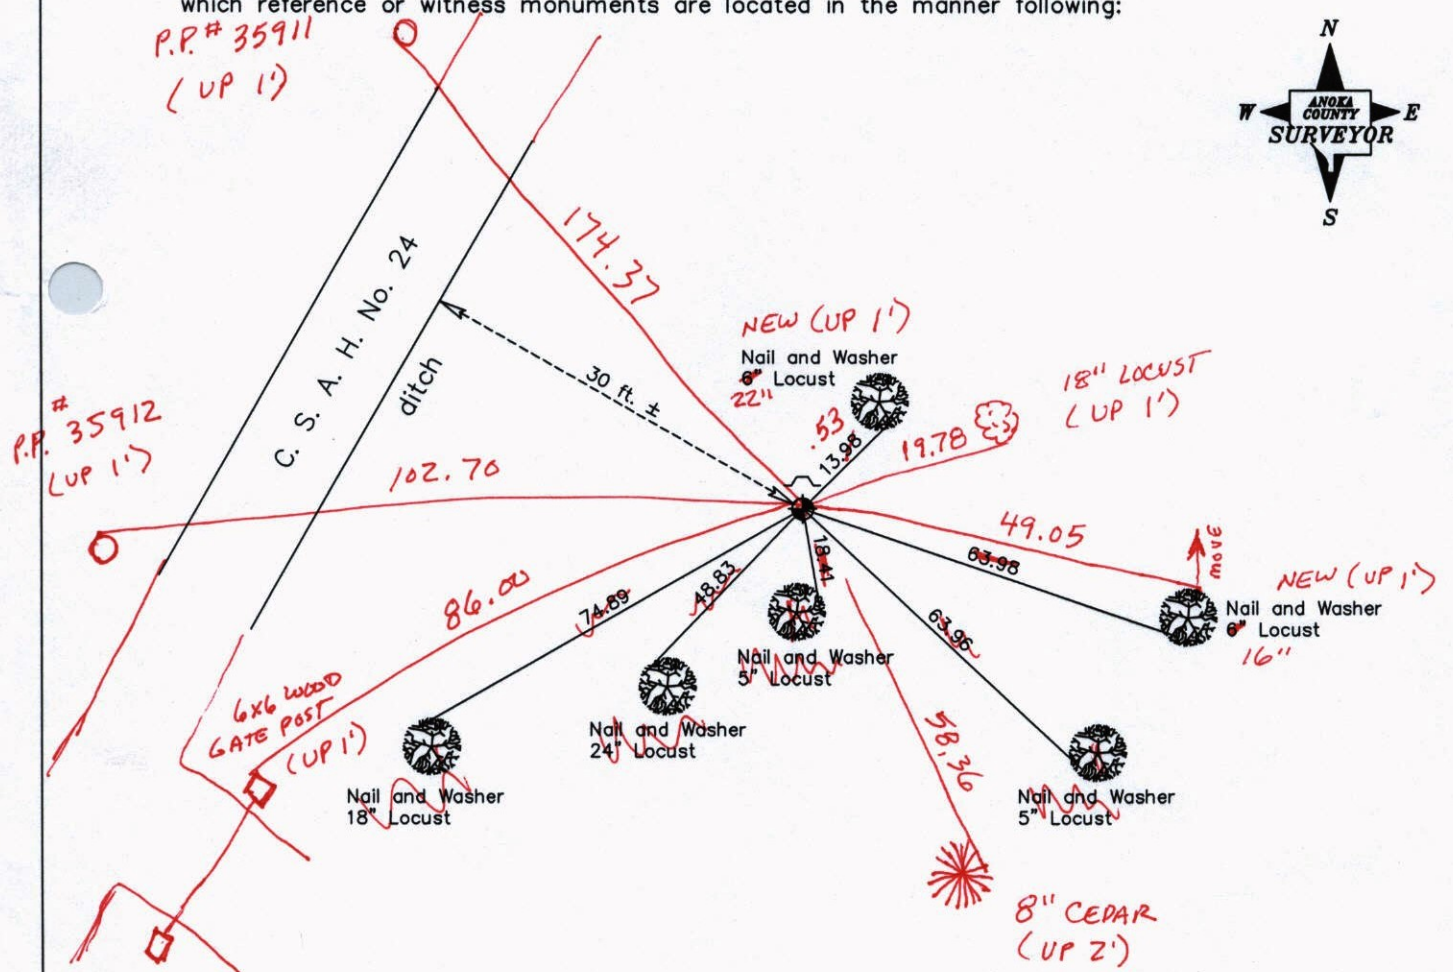 which reference or witness monuments are located in the manner following:
P.P. # 35911
(UP 1')
N
W
ANOKA
COUNTY
E
SURVEYOR
S
174.37
C. S. A. H. No. 24
ditch
30 ft. ±
NEW (UP 1')
Nail and Washer
6" Locust
22"
.53
13.98
19.78
18" LOCUST
(UP 1')
P.P. # 35912
(UP 1')
102.70
49.05
63.98
MOVE
NEW (UP 1')
Nail and Washer
6" Locust
16"
86.00
74.89
48.83
18.41
63.96
Nail and Washer
5" Locust
6X6 WOOD
GATE POST
(UP 1')
Nail and Washer
24" Locust
Nail and Washer
18" Locust
58.36
Nail and Washer
5" Locust
8" CEDAR
(UP 2')